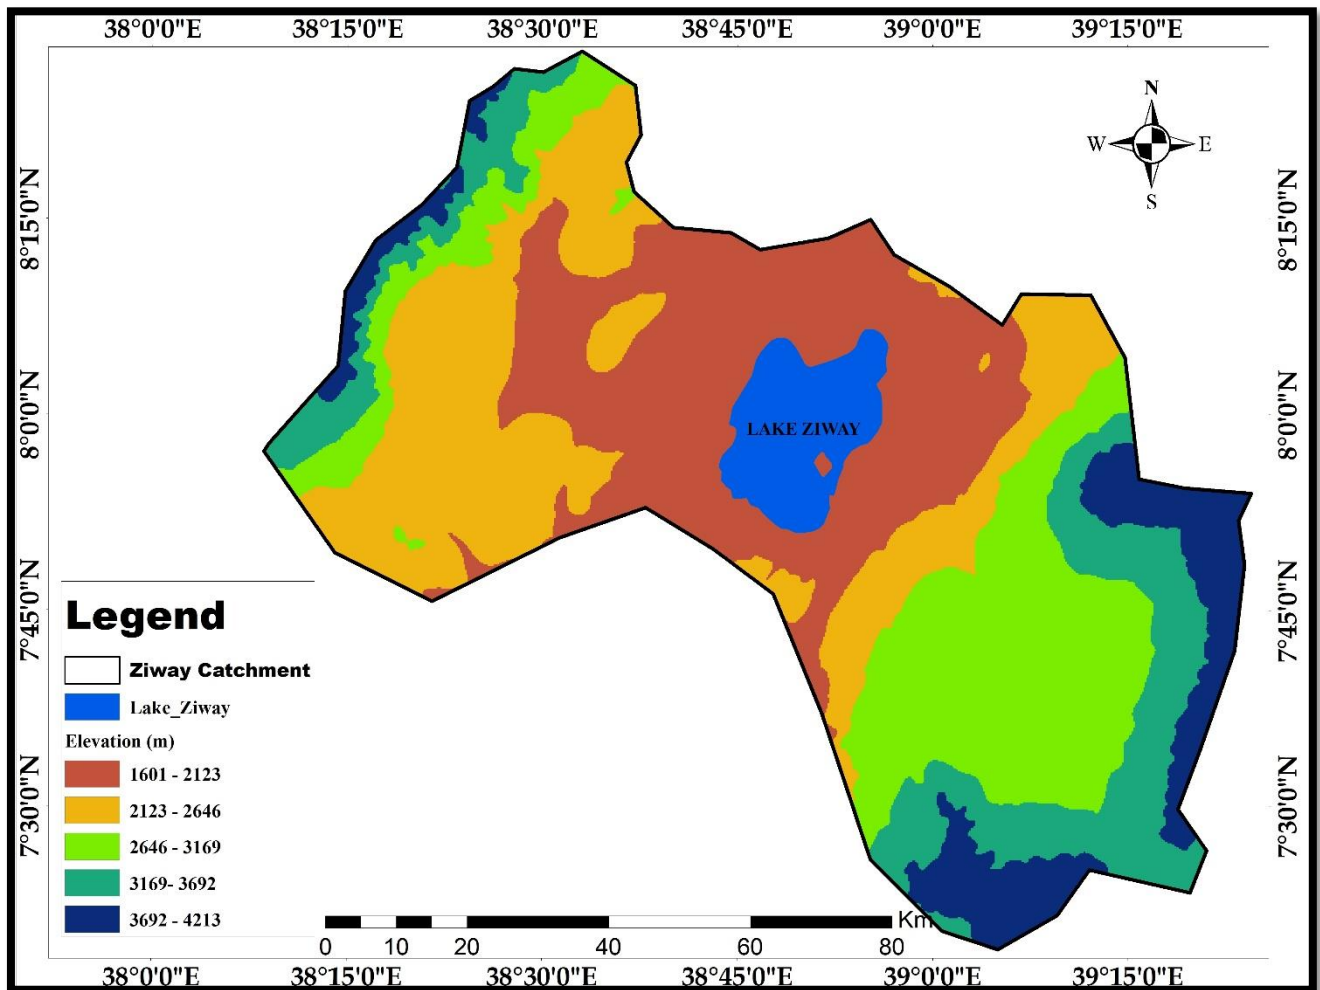 38°0'0"E 38°15'0"E 38°30'0"E 38°45'0"E 39°0'0"E 39°15'0"E
N
W E
S
8°15'0"N 8°15'0"N
8°0'0"N 8°0'0"N
LAKE ZIWAY
7°45'0"N 7°45'0"N
Legend
Ziway Catchment
Lake_Ziway
Elevation (m)
1601 - 2123
2123 - 2646
2646 - 3169
3169- 3692
3692 - 4213
7°30'0"N 7°30'0"N
Km
0 10 20 40 60 80
38°0'0"E 38°15'0"E 38°30'0"E 38°45'0"E 39°0'0"E 39°15'0"E